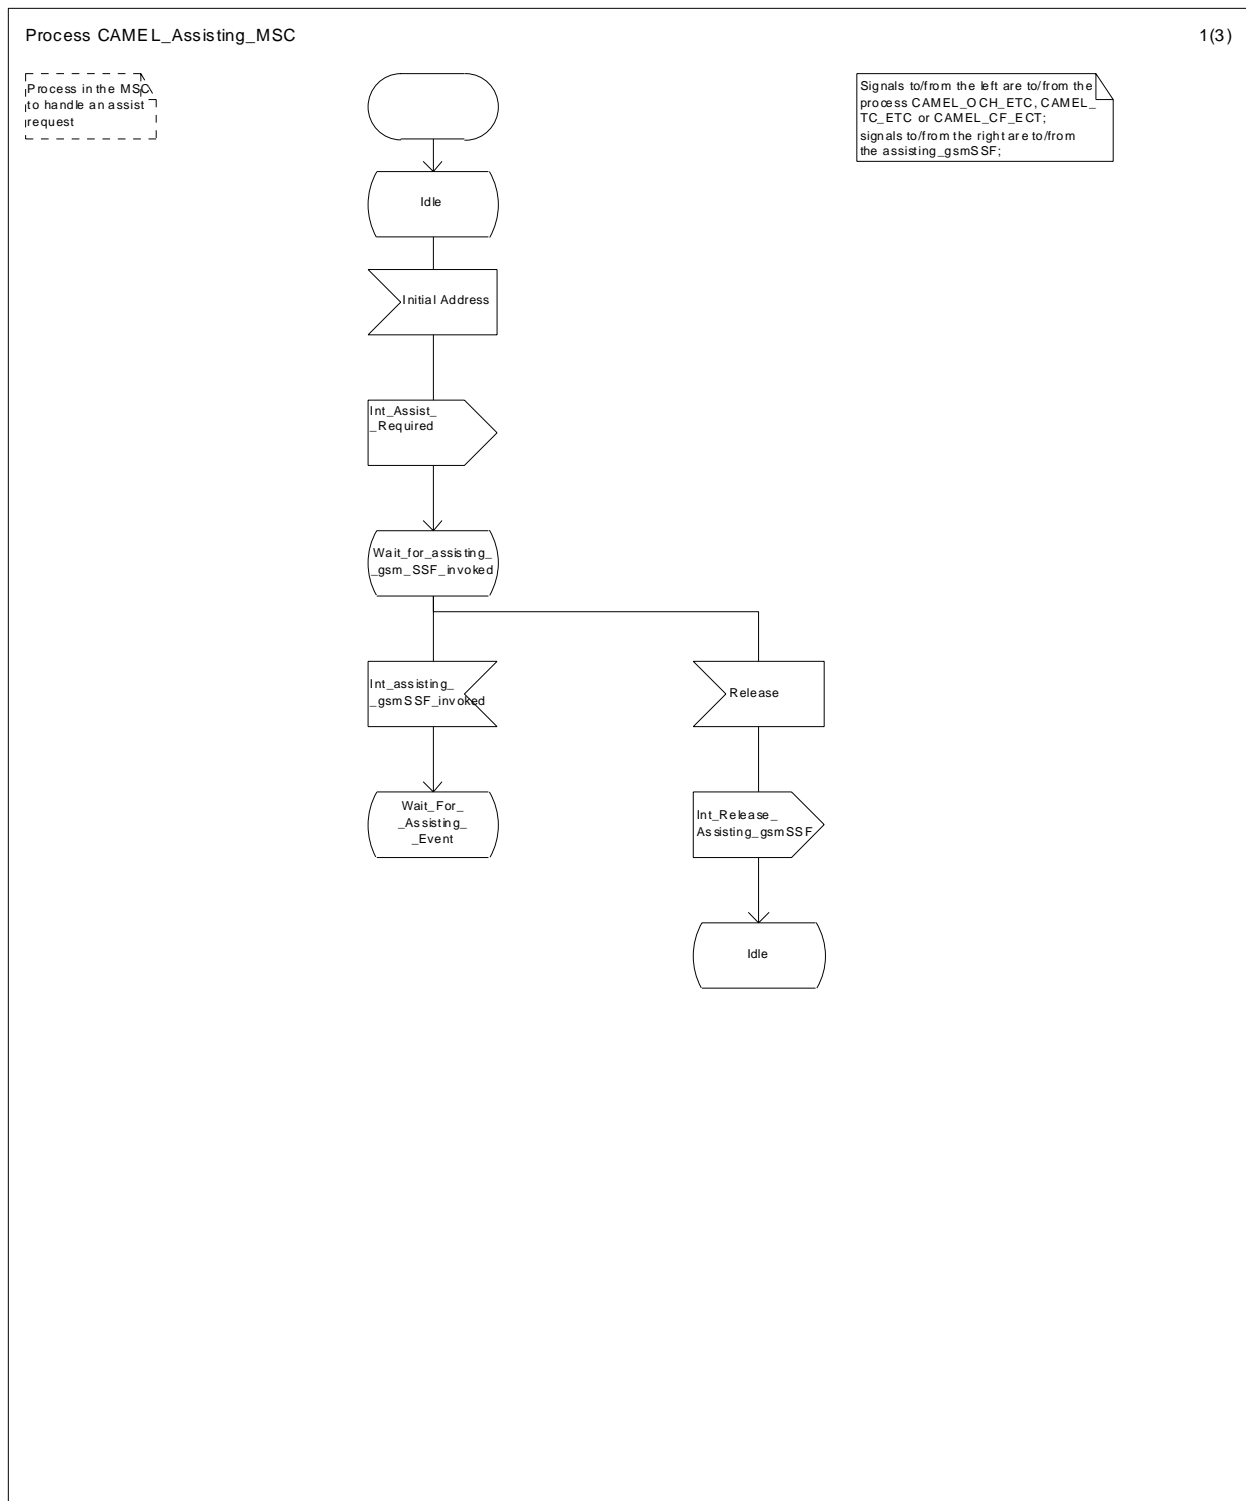 Process CAMEL_Assisting_MSC
1(3)
Process in the MSC
to handle an assist
request
Signals to/from the left are to/from the
process CAMEL_OCH_ETC, CAMEL_
TC_ETC or CAMEL_CF_ECT;
signals to/from the right are to/from
the assisting_gsmSSF;
Idle
Initial Address
Int_Assist_
_Required
Wait_for_assisting_
_gsm_SSF_invoked
Int_assisting_
_gsmSSF_invoked
Release
Wait_For_
_Assisting_
_Event
Int_Release_
Assisting_gsmSSF
Idle